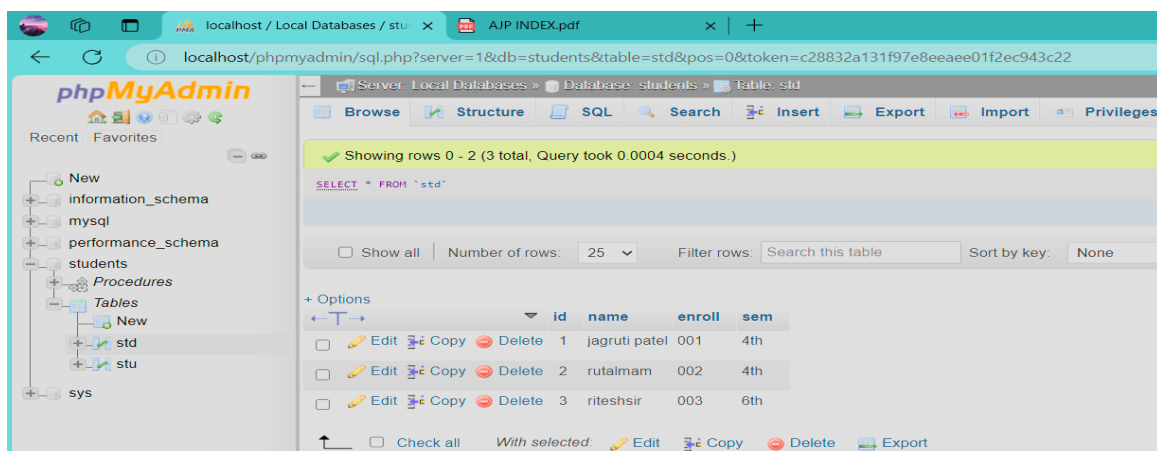 localhost / Local Databases / stu
AJP INDEX.pdf
localhost/phpmyadmin/sql.php?server=1&db=students&table=std&pos=0&token=c28832a131f97e8eeaee01f2ec943c22
phpMyAdmin
Recent Favorites
New
information_schema
mysql
performance_schema
students
Procedures
Tables
New
std
stu
sys
Server: Local Databases » Database: students » Table: std
Browse Structure SQL Search Insert Export Import Privileges
Showing rows 0 - 2 (3 total, Query took 0.0004 seconds.)
SELECT * FROM `std`
Show all | Number of rows: 25 Filter rows: Search this table Sort by key: None
+ Options
←T→ id name enroll sem
Edit Copy Delete 1 jagruti patel 001 4th
Edit Copy Delete 2 rutalmam 002 4th
Edit Copy Delete 3 riteshsir 003 6th
Check all With selected: Edit Copy Delete Export